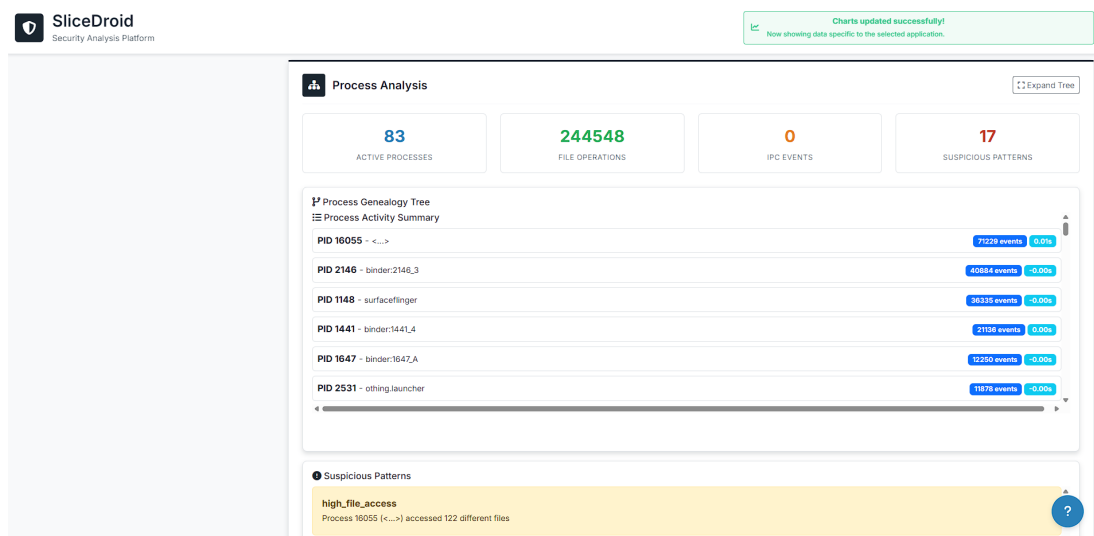 SliceDroid
Security Analysis Platform
Charts updated successfully!
Now showing data specific to the selected application.
Process Analysis
Expand Tree
83
ACTIVE PROCESSES
244548
FILE OPERATIONS
0
IPC EVENTS
17
SUSPICIOUS PATTERNS
Process Genealogy Tree
Process Activity Summary
PID 16055 - <...> 71229 events 0.01s
PID 2146 - binder:2146_3 40884 events -0.00s
PID 1148 - surfaceflinger 36335 events -0.00s
PID 1441 - binder:1441_4 21136 events 0.00s
PID 1647 - binder:1647_A 12250 events -0.00s
PID 2531 - othing.launcher 11878 events -0.00s
Suspicious Patterns
high_file_access
Process 16055 (<...>) accessed 122 different files
?